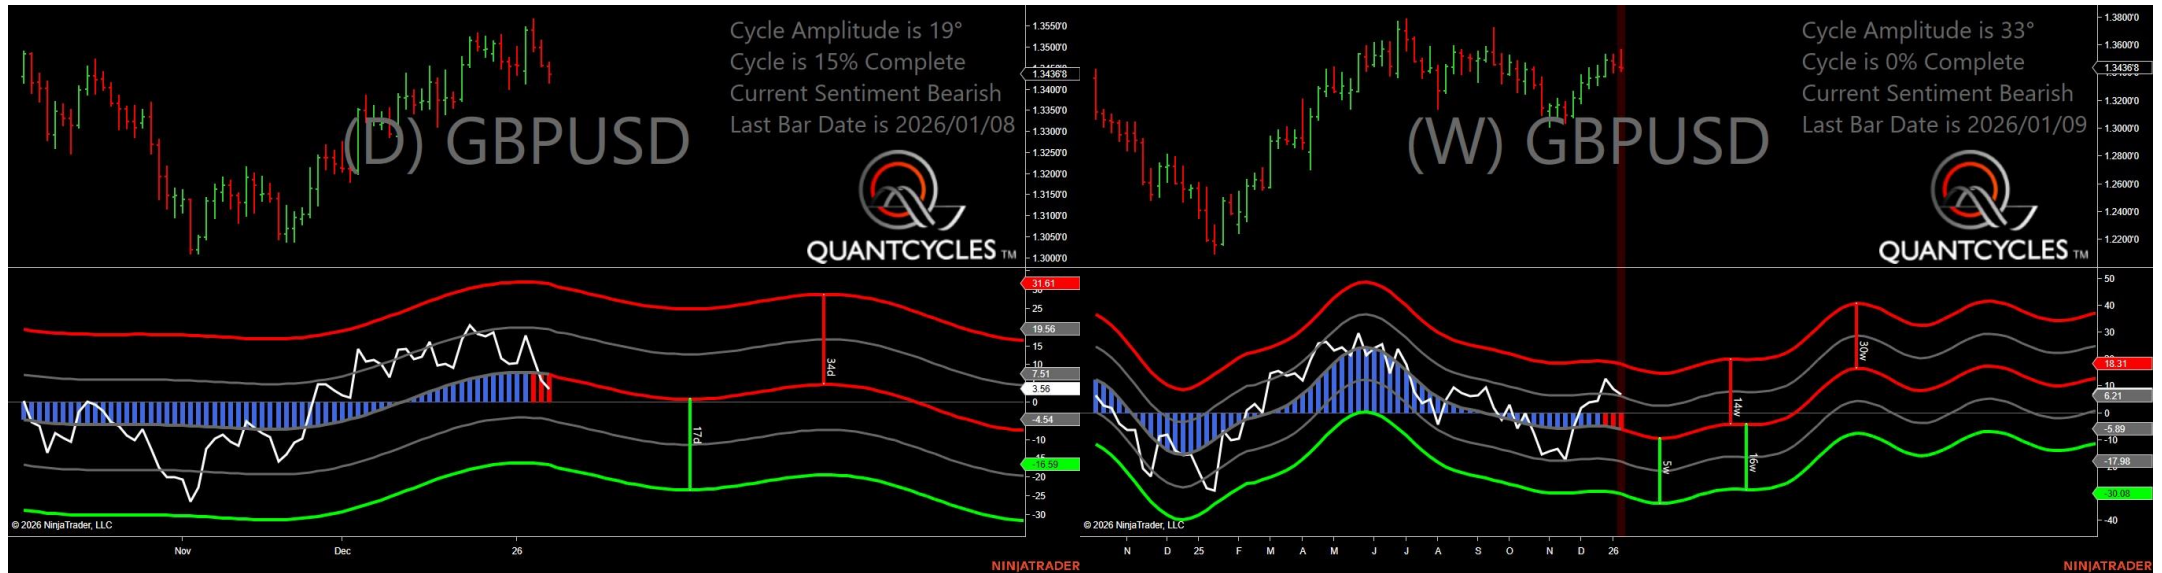 Cycle Amplitude is 19°
Cycle is 15% Complete
Current Sentiment Bearish
Last Bar Date is 2026/01/08
(D) GBPUSD
QUANTCYCLES TM
1.3550'0
1.3500'0
1.3436'8
1.3400'0
1.3350'0
1.3300'0
1.3250'0
1.3200'0
1.3150'0
1.3100'0
1.3050'0
1.3000'0
31.61
25
19.56
15
10
7.51
3.56
0
-4.54
-10
-16.59
-20
-25
-30
34d
17d
© 2026 NinjaTrader, LLC
Nov Dec 26
NINJATRADER
Cycle Amplitude is 33°
Cycle is 0% Complete
Current Sentiment Bearish
Last Bar Date is 2026/01/09
(W) GBPUSD
QUANTCYCLES TM
1.3800'0
1.3600'0
1.3436'8
1.3200'0
1.3000'0
1.2800'0
1.2600'0
1.2400'0
1.2200'0
50
40
30
18.31
10
6.21
0
-5.89
-10
-17.98
-30.08
-40
5w
14w
16w
30w
© 2026 NinjaTrader, LLC
N D 25 F M A M J J A S O N D 26
NINJATRADER